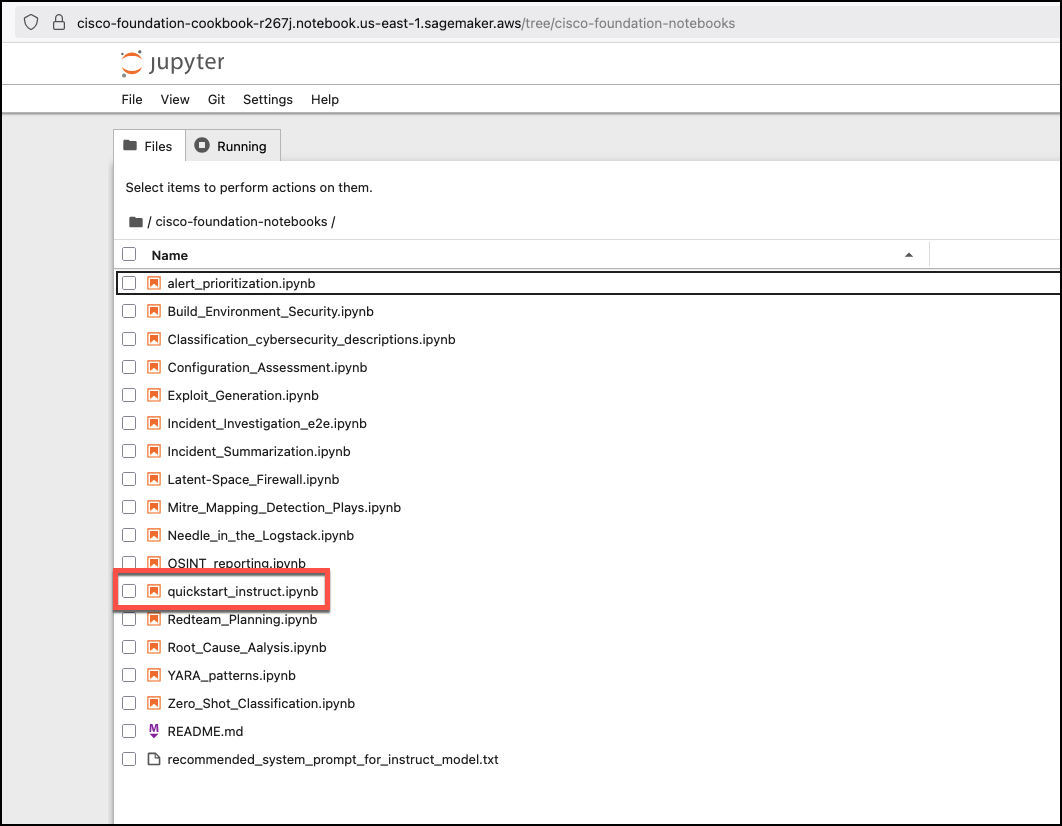 cisco-foundation-cookbook-r267j.notebook.us-east-1.sagemaker.aws/tree/cisco-foundation-notebooks
jupyter
File View Git Settings Help
Files Running
Select items to perform actions on them.
/ cisco-foundation-notebooks /
Name
alert_prioritization.ipynb
Build_Environment_Security.ipynb
Classification_cybersecurity_descriptions.ipynb
Configuration_Assessment.ipynb
Exploit_Generation.ipynb
Incident_Investigation_e2e.ipynb
Incident_Summarization.ipynb
Latent-Space_Firewall.ipynb
Mitre_Mapping_Detection_Plays.ipynb
Needle_in_the_Logstack.ipynb
OSINT_reporting.ipynb
quickstart_instruct.ipynb
Redteam_Planning.ipynb
Root_Cause_Aalysis.ipynb
YARA_patterns.ipynb
Zero_Shot_Classification.ipynb
M README.md
recommended_system_prompt_for_instruct_model.txt